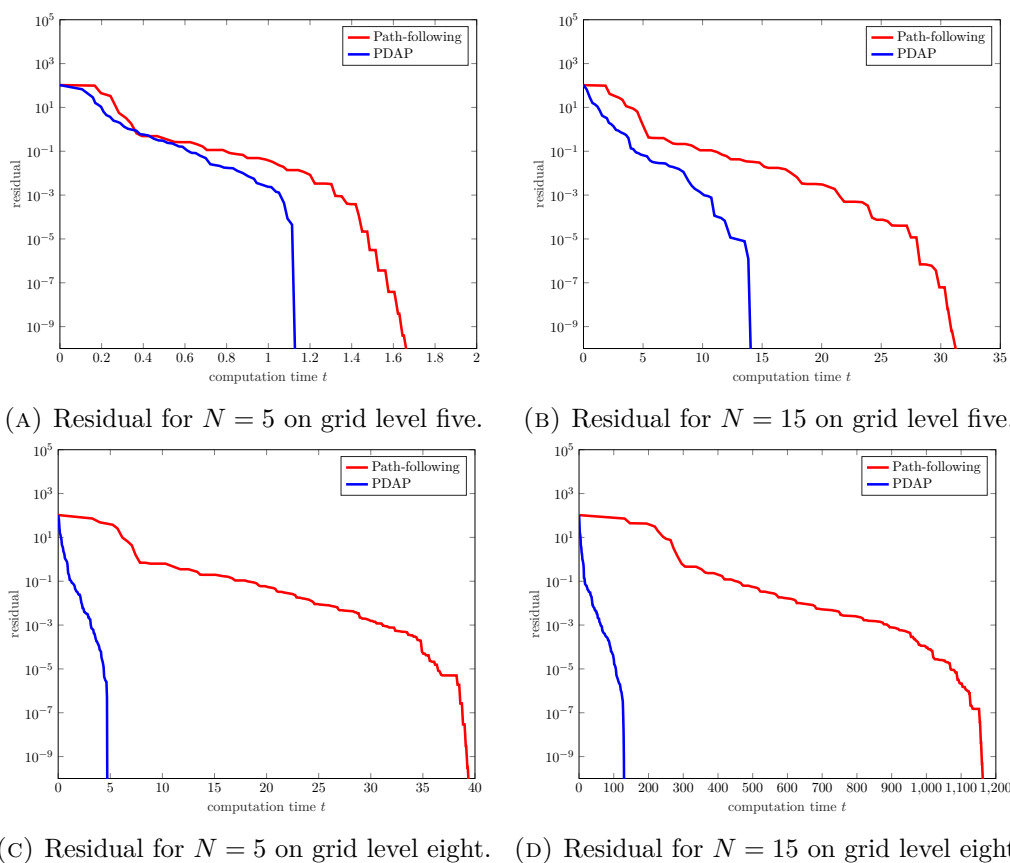 10^5
10^3
10^1
10^−1
10^−3
10^−5
10^−7
10^−9
residual
Path-following
PDAP
0 0.2 0.4 0.6 0.8 1 1.2 1.4 1.6 1.8 2
computation time t
(A) Residual for N = 5 on grid level five.
10^5
10^3
10^1
10^−1
10^−3
10^−5
10^−7
10^−9
residual
Path-following
PDAP
0 5 10 15 20 25 30 35
computation time t
(B) Residual for N = 15 on grid level five.
10^5
10^3
10^1
10^−1
10^−3
10^−5
10^−7
10^−9
residual
Path-following
PDAP
0 5 10 15 20 25 30 35 40
computation time t
(C) Residual for N = 5 on grid level eight.
10^5
10^3
10^1
10^−1
10^−3
10^−5
10^−7
10^−9
residual
Path-following
PDAP
0 100 200 300 400 500 600 700 800 900 1,000 1,100 1,200
computation time t
(D) Residual for N = 15 on grid level eight